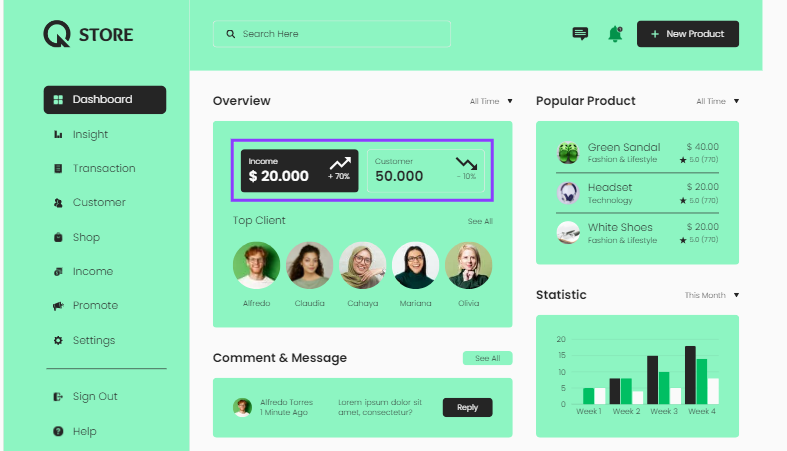 STORE
Search Here
+ New Product
Dashboard
Insight
Transaction
Customer
Shop
Income
Promote
Settings
Sign Out
Help
Overview
All Time
Income
$ 20.000
+ 70%
Customer
50.000
- 10%
Top Client
See All
Alfredo
Claudia
Cahaya
Mariana
Olivia
Comment & Message
See All
Alfredo Torres
1 Minute Ago
Lorem ipsum dolor sit
amet, consectetur?
Reply
Popular Product
All Time
Green Sandal
$ 40.00
Fashion & Lifestyle
★ 5.0 (770)
Headset
$ 20.00
Technology
★ 5.0 (770)
White Shoes
$ 20.00
Fashion & Lifestyle
★ 5.0 (770)
Statistic
This Month
20
15
10
5
0
Week 1 Week 2 Week 3 Week 4